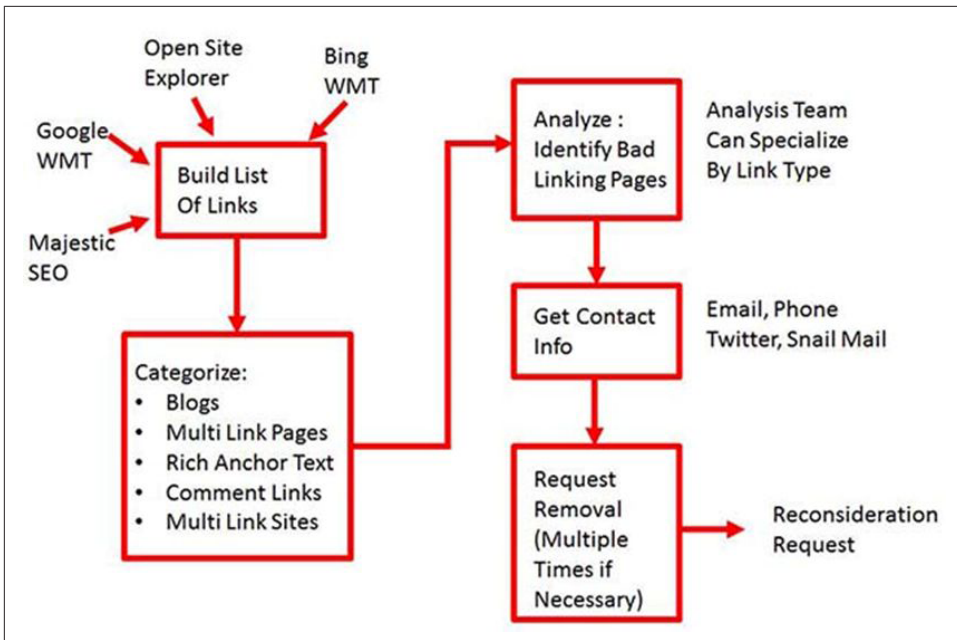 Open Site
Explorer
Bing
WMT
Google
WMT
Majestic
SEO
Build List
Of Links
Categorize:
• Blogs
• Multi Link Pages
• Rich Anchor Text
• Comment Links
• Multi Link Sites
Analyze :
Identify Bad
Linking Pages
Analysis Team
Can Specialize
By Link Type
Get Contact
Info
Email, Phone
Twitter, Snail Mail
Request
Removal
(Multiple
Times if
Necessary)
Reconsideration
Request